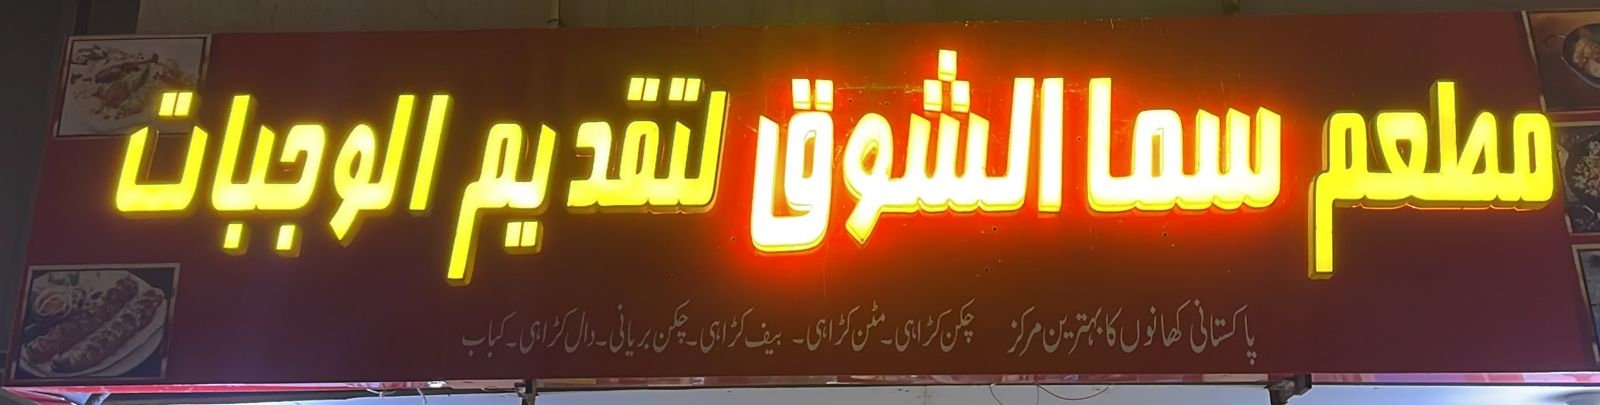 مطعم سما الشوق لتقديم الوجبات
پاکستانی کھانوں کا بہترین مرکز چکن کڑاہی۔ مٹن کڑاہی۔ بیف کڑاہی۔ چکن بریانی۔ دال کڑاہی۔ کباب